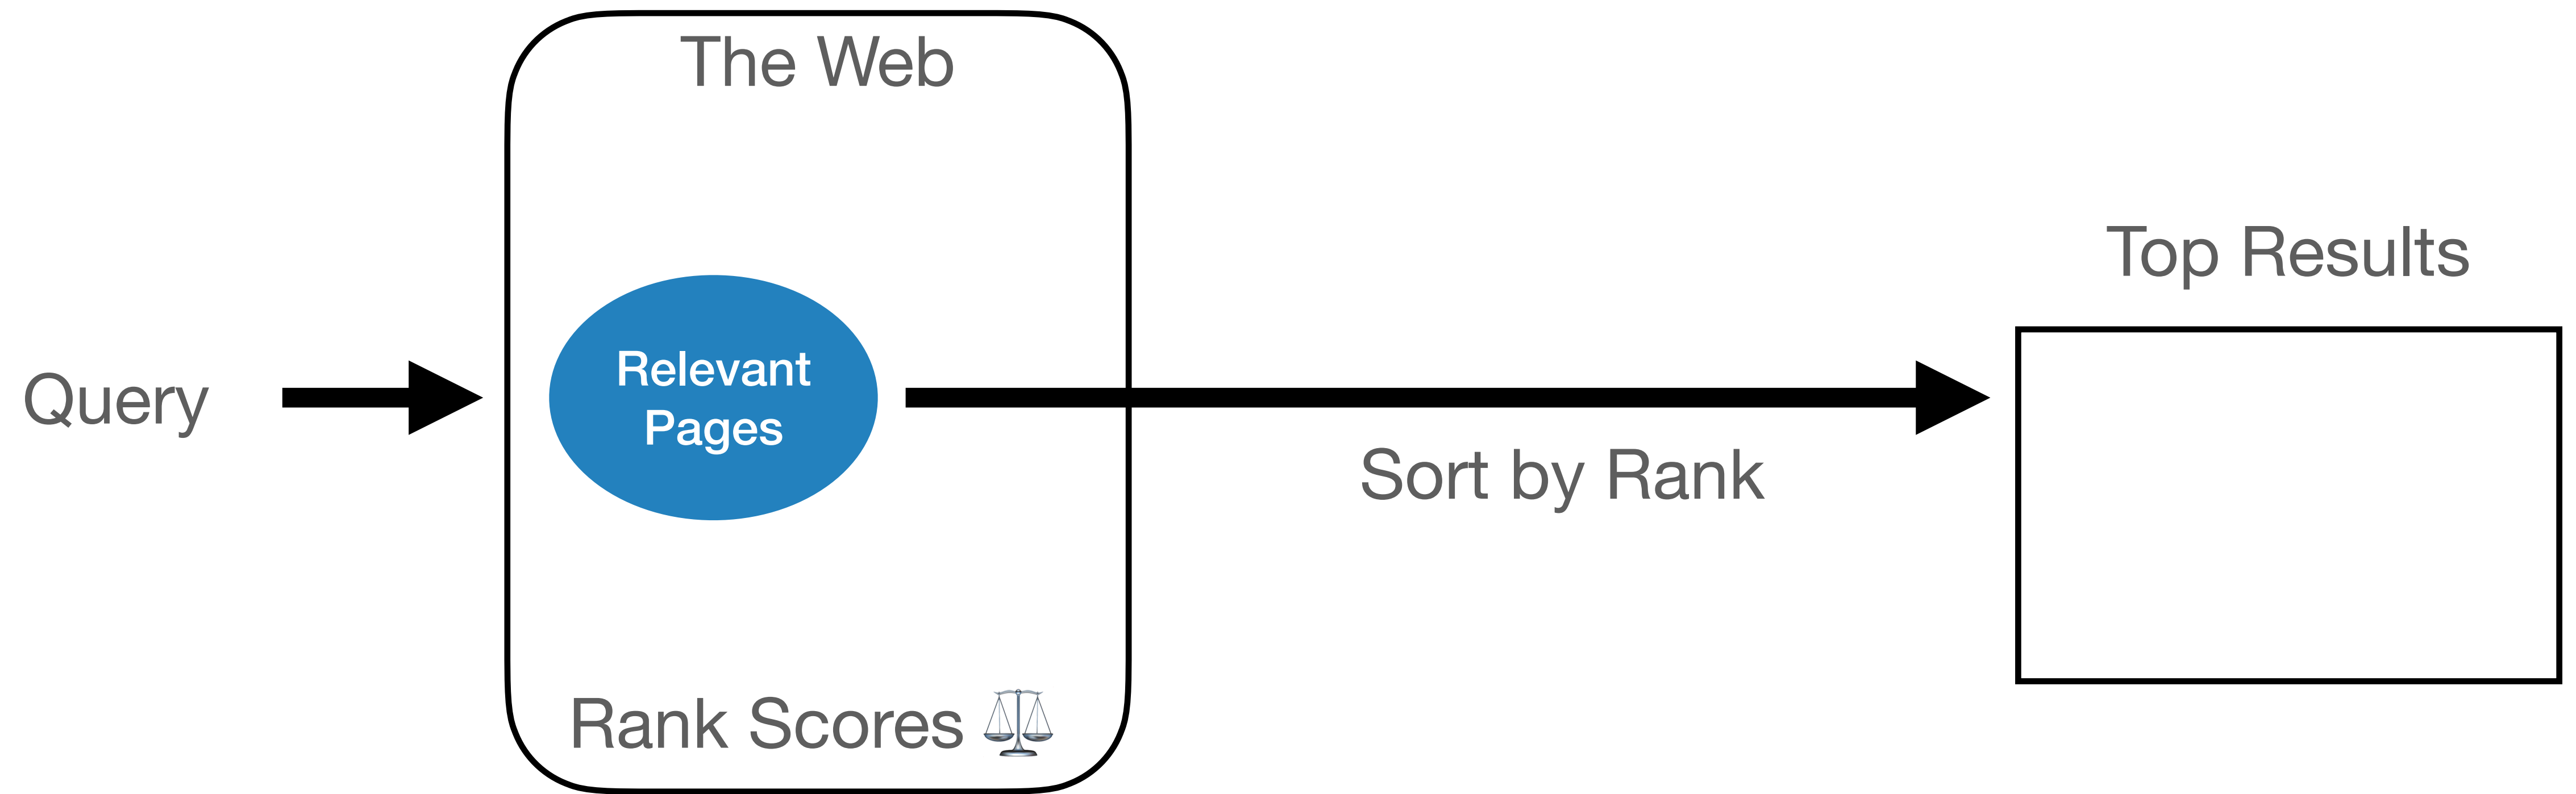 The Web
Query
Relevant
Pages
Sort by Rank
Top Results
Rank Scores